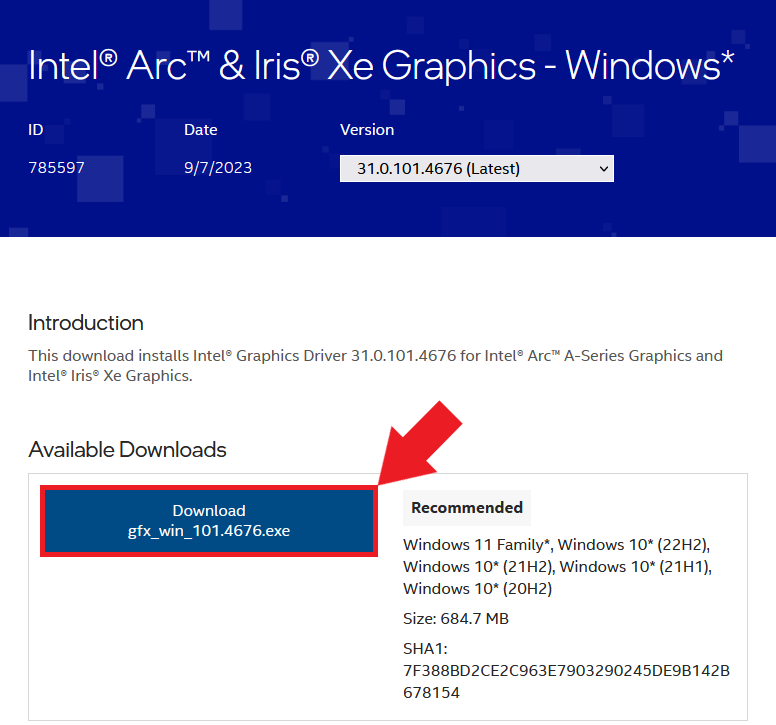 Intel® Arc™ & Iris® Xe Graphics - Windows*
ID
Date
Version
785597
9/7/2023
31.0.101.4676 (Latest)
Introduction
This download installs Intel® Graphics Driver 31.0.101.4676 for Intel® Arc™ A-Series Graphics and
Intel® Iris® Xe Graphics.
Available Downloads
Download
gfx_win_101.4676.exe
Recommended
Windows 11 Family*, Windows 10* (22H2),
Windows 10* (21H2), Windows 10* (21H1),
Windows 10* (20H2)
Size: 684.7 MB
SHA1:
7F388BD2CE2C963E7903290245DE9B142B
678154